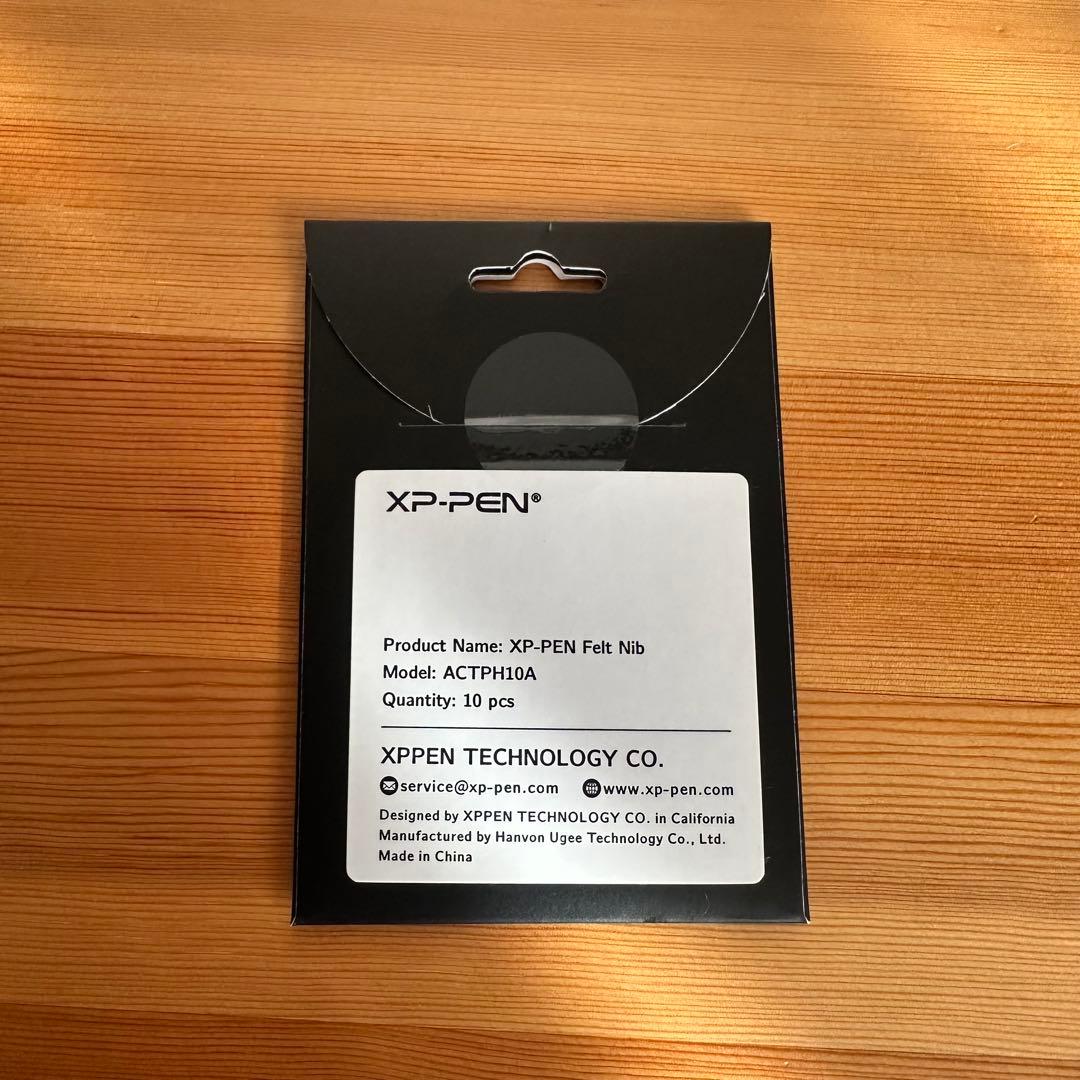 XP-PEN®
Product Name: XP-PEN Felt Nib
Model: ACTPH10A
Quantity: 10 pcs
XPPEN TECHNOLOGY CO.
service@xp-pen.com www.xp-pen.com
Designed by XPPEN TECHNOLOGY CO. in California
Manufactured by Hanvon Ugee Technology Co., Ltd.
Made in China